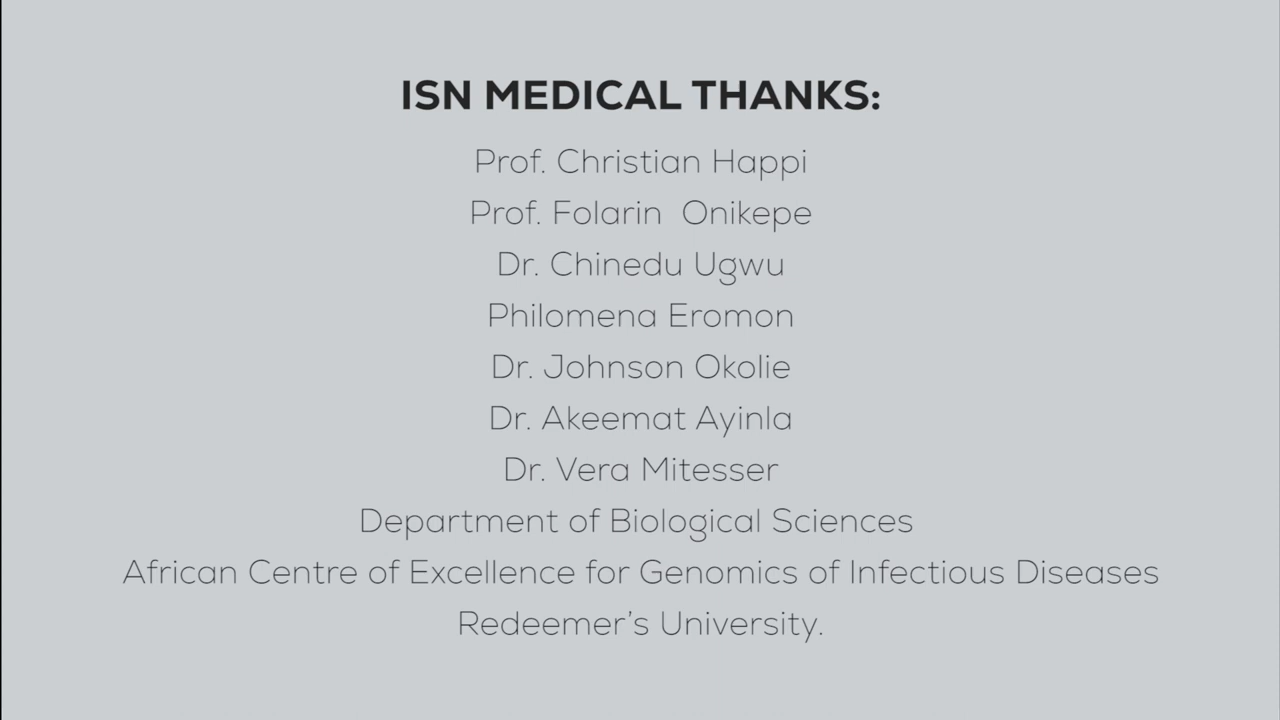 ISN MEDICAL THANKS:
Prof. Christian Happi
Prof. Folarin  Onikepe
Dr. Chinedu Ugwu
Philomena Eromon
Dr. Johnson Okolie
Dr. Akeemat Ayinla
Dr. Vera Mitesser
Department of Biological Sciences
African Centre of Excellence for Genomics of Infectious Diseases
Redeemer’s University.